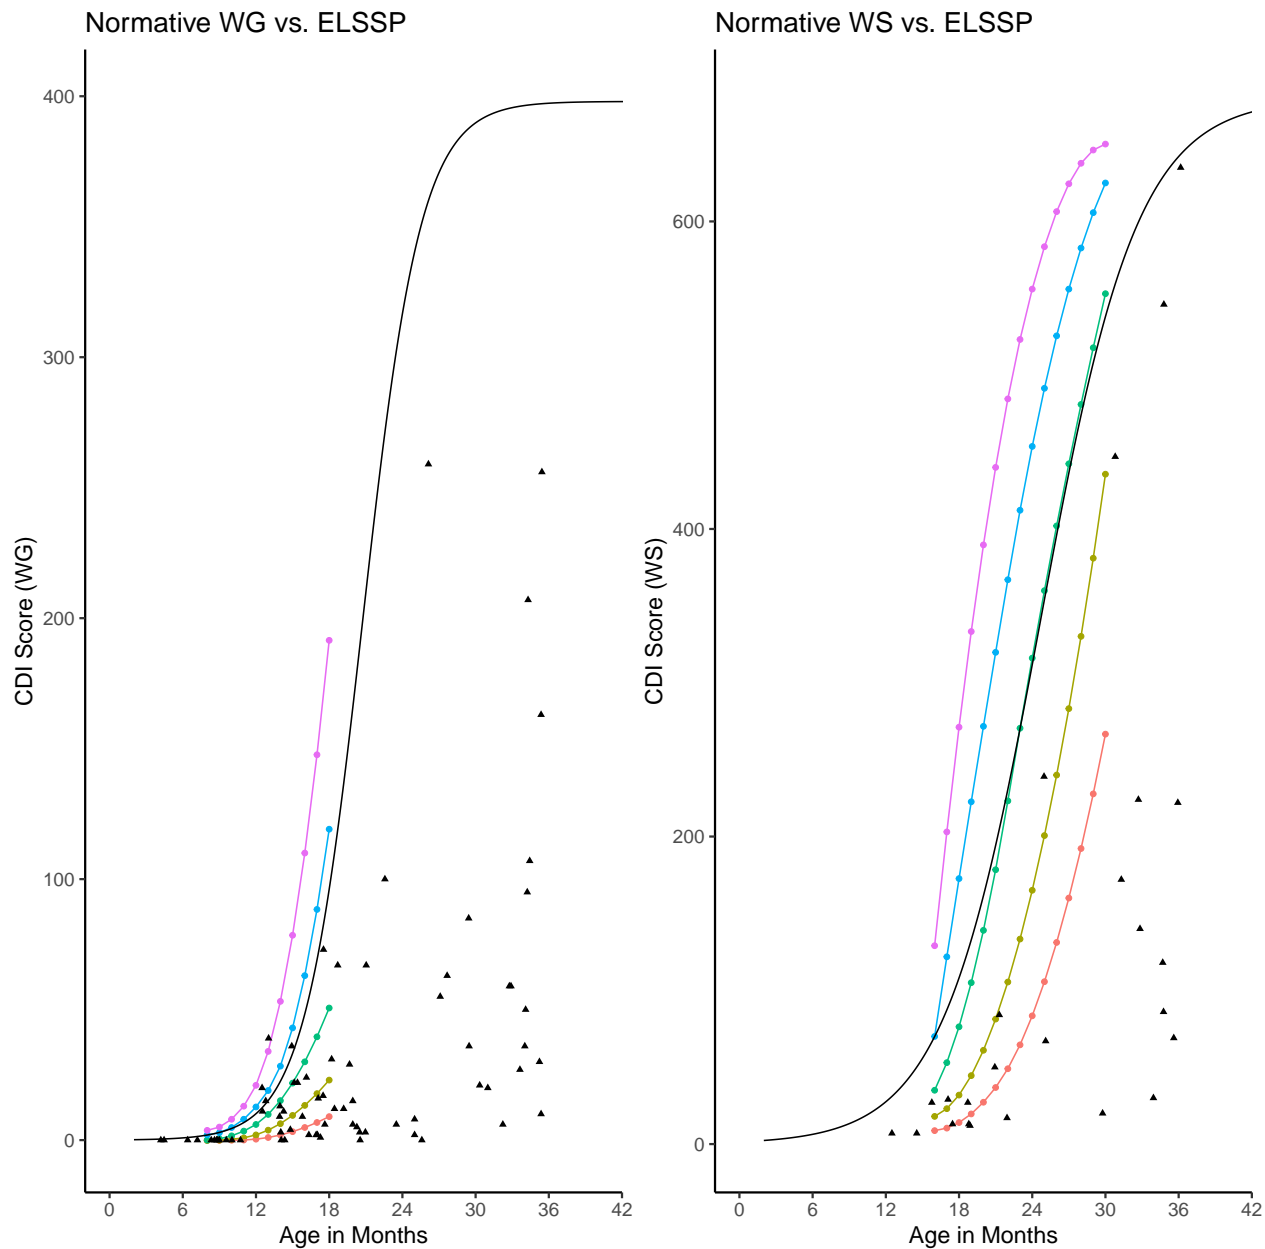 Normative WG vs. ELSSP
CDI Score (WG)
400
300
200
100
0
0 6 12 18 24 30 36 42
Age in Months
Normative WS vs. ELSSP
CDI Score (WS)
600
400
200
0
0 6 12 18 24 30 36 42
Age in Months